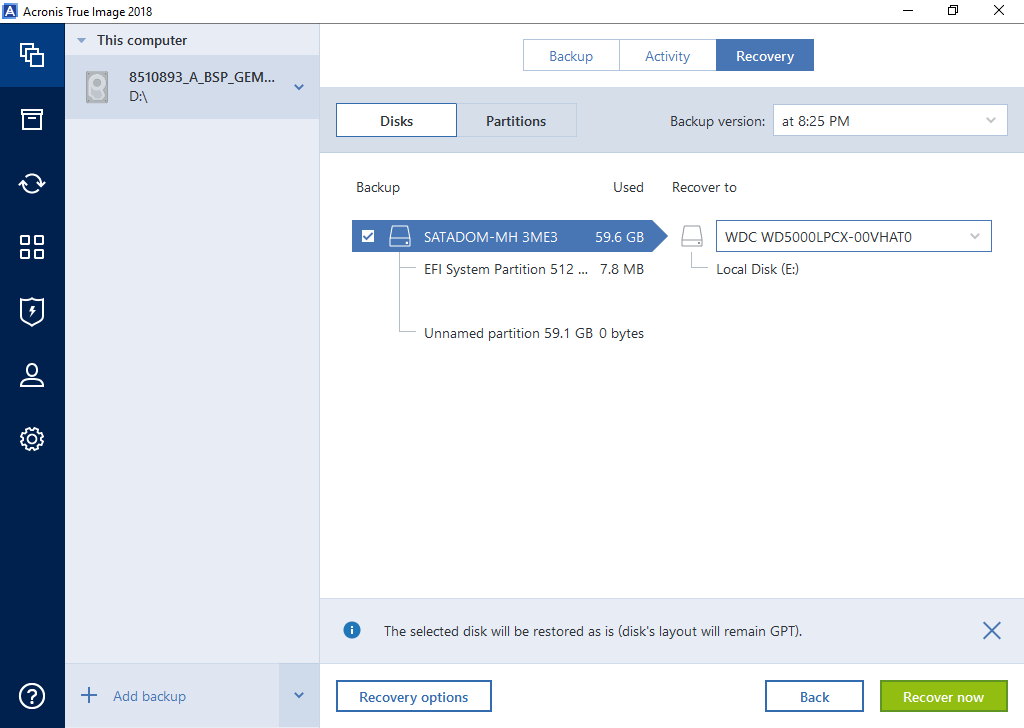 Acronis True Image 2018
This computer
8510893_A_BSP_GEM...
D:\
Backup
Activity
Recovery
Disks
Partitions
Backup version:
at 8:25 PM
Backup
Used
Recover to
SATADOM-MH 3ME3
59.6 GB
WDC WD5000LPCX-00VHAT0
EFI System Partition 512 ...
7.8 MB
Local Disk (E:)
Unnamed partition 59.1 GB
0 bytes
The selected disk will be restored as is (disk's layout will remain GPT).
Add backup
Recovery options
Back
Recover now